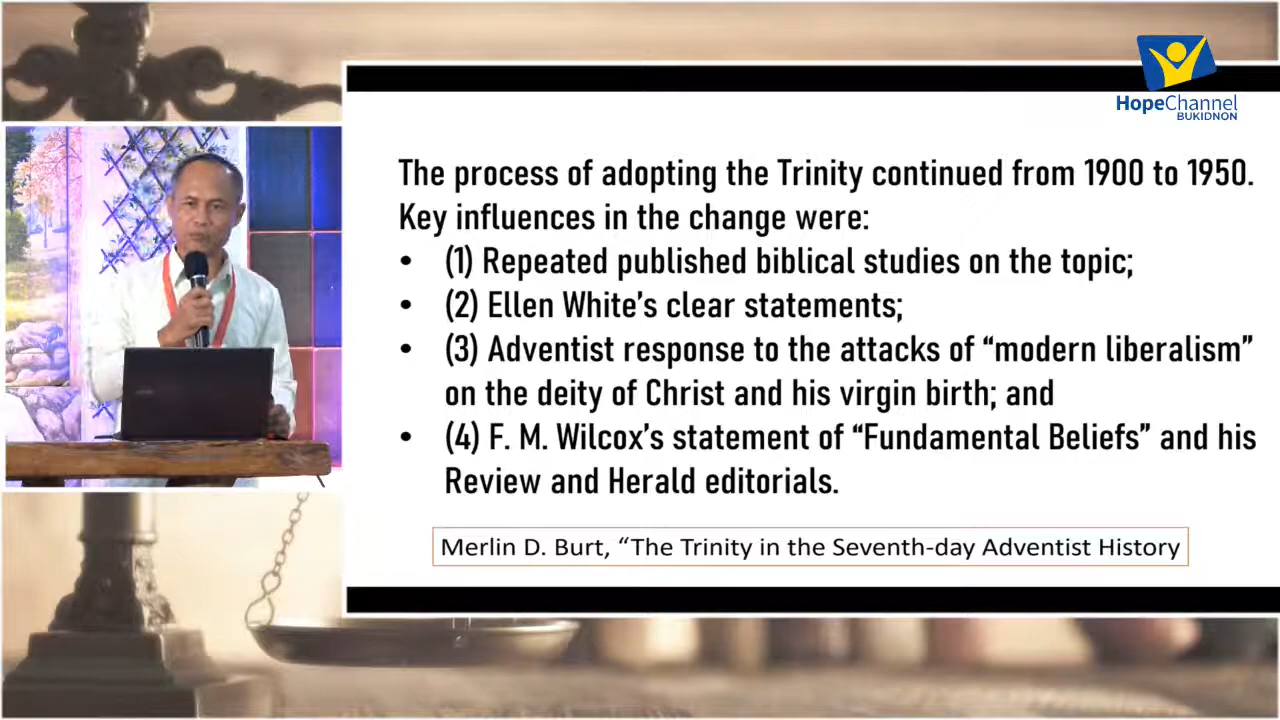 HopeChannel
BUKIDNON
The process of adopting the Trinity continued from 1900 to 1950.
Key influences in the change were:
• (1) Repeated published biblical studies on the topic;
• (2) Ellen White’s clear statements;
• (3) Adventist response to the attacks of “modern liberalism”
on the deity of Christ and his virgin birth; and
• (4) F. M. Wilcox’s statement of “Fundamental Beliefs” and his
Review and Herald editorials.
Merlin D. Burt, “The Trinity in the Seventh-day Adventist History